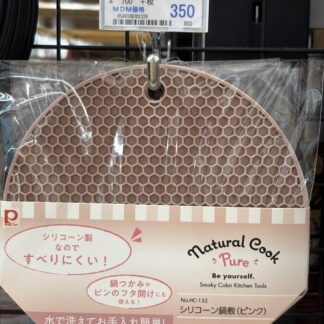 ¥ 700 +税
MDM価格 350
850
シリコーン製
なので
すべりにくい！
鍋つかみや
ビンのフタ開けにも
使える！
水で洗えてお手入れ簡単！
Natural Cook
Pure
Be yourself.
Smoky Color Kitchen Tools
No.HC-132
シリコーン鍋敷（ピンク）